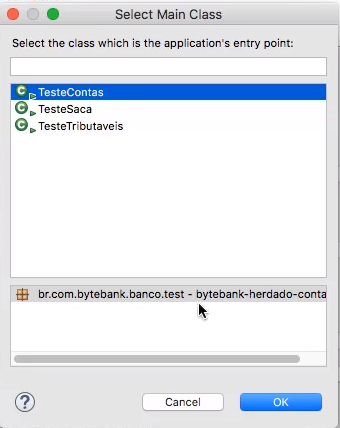 Select Main Class
Select the class which is the application's entry point:
TesteContas
TesteSaca
TesteTributaveis
br.com.bytebank.banco.test - bytebank-herdado-conta
?
Cancel
OK